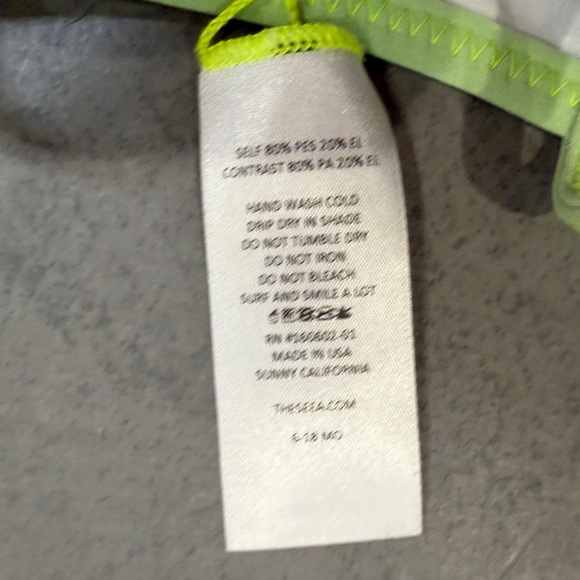 SELF 80% PES 20% EL
CONTRAST 80% PA 20% EL
HAND WASH COLD
DRIP DRY IN SHADE
DO NOT TUMBLE DRY
DO NOT IRON
DO NOT BLEACH
SURF AND SMILE A LOT
RN #160602-01
MADE IN USA
SUNNY CALIFORNIA
THESEEA.COM
6-18 MO